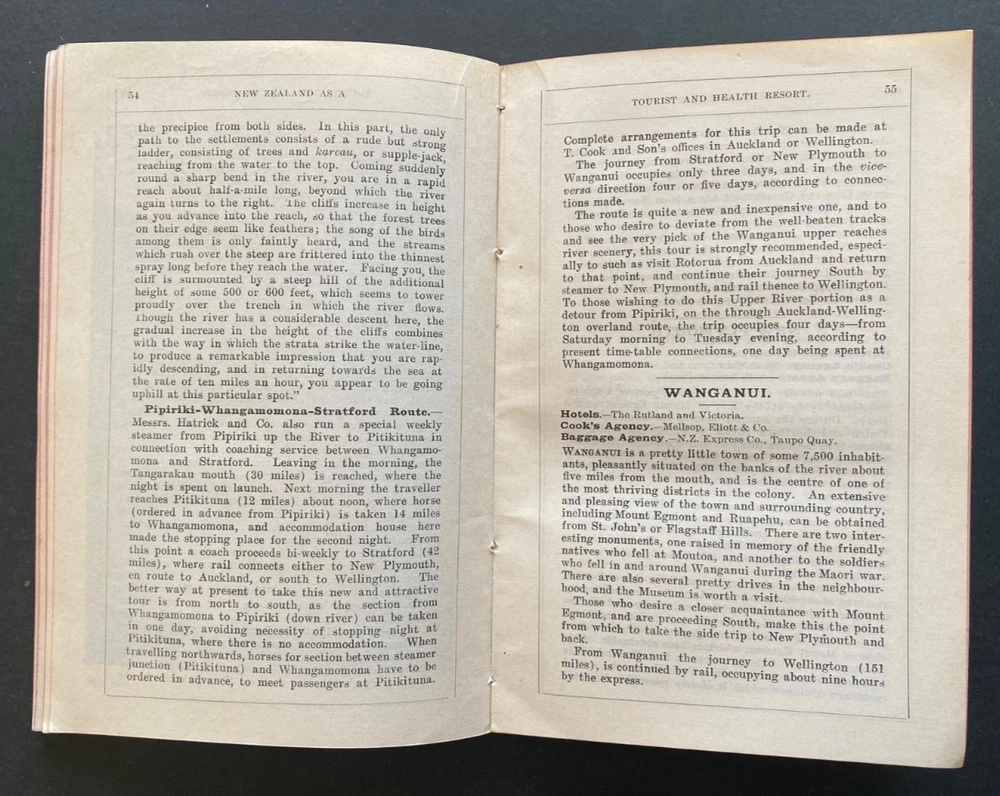 54
NEW ZEALAND AS A
the precipice from both sides. In this part, the only
path to the settlements consists of a rude but strong
ladder, consisting of trees and kareau, or supple-jack,
reaching from the water to the top. Coming suddenly
round a sharp bend in the river, you are in a rapid
reach about half-a-mile long, beyond which the river
again turns to the right. The cliffs increase in height
as you advance into the reach, so that the forest trees
on their edge seem like feathers; the song of the birds
among them is only faintly heard, and the streams
which rush over the steep are frittered into the thinnest
spray long before they reach the water. Facing you, the
cliff is surmounted by a steep hill of the additional
height of some 500 or 600 feet, which seems to tower
proudly over the trench in which the river flows.
Though the river has a considerable descent here, the
gradual increase in the height of the cliffs combines
with the way in which the strata strike the water-line,
to produce a remarkable impression that you are rap-
idly descending, and in returning towards the sea at
the rate of ten miles an hour, you appear to be going
uphill at this particular spot."
Pipiriki-Whangamomona-Stratford Route.—
Messrs. Hatrick and Co. also run a special weekly
steamer from Pipiriki up the River to Pitikituna in
connection with coaching service between Whangamo-
mona and Stratford. Leaving in the morning, the
Tangarakau mouth (30 miles) is reached, where the
night is spent on launch. Next morning the traveller
reaches Pitikituna (12 miles) about noon, where horse
(ordered in advance from Pipiriki) is taken 14 miles
to Whangamomona, and accommodation house here
made the stopping place for the second night. From
this point a coach proceeds bi-weekly to Stratford (42
miles), where rail connects either to New Plymouth,
en route to Auckland, or south to Wellington. The
better way at present to take this new and attractive
tour is from north to south, as the section from
Whangamomona to Pipiriki (down river) can be taken
in one day, avoiding necessity of stopping night at
Pitikituna, where there is no accommodation. When
travelling northwards, horses for section between steamer
junction (Pitikituna) and Whangamomona have to be
ordered in advance, to meet passengers at Pitikituna.
TOURIST AND HEALTH RESORT.
55
Complete arrangements for this trip can be made at
T. Cook and Son's offices in Auckland or Wellington.
The journey from Stratford or New Plymouth to
Wanganui occupies only three days, and in the vice-
versa direction four or five days, according to connec-
tions made.
The route is quite a new and inexpensive one, and to
those who desire to deviate from the well-beaten tracks
and see the very pick of the Wanganui upper reaches
river scenery, this tour is strongly recommended, especi-
ally to such as visit Rotorua from Auckland and return
to that point, and continue their journey South by
steamer to New Plymouth, and rail thence to Wellington.
To those wishing to do this Upper River portion as a
detour from Pipiriki, on the through Auckland-Welling-
ton overland route, the trip occupies four days—from
Saturday morning to Tuesday evening, according to
present time-table connections, one day being spent at
Whangamomona.
WANGANUI.
Hotels.—The Rutland and Victoria.
Cook's Agency.—Mellsop, Eliott & Co.
Baggage Agency.—N.Z. Express Co., Taupo Quay.
WANGANUI is a pretty little town of some 7,500 inhabit-
ants, pleasantly situated on the banks of the river about
five miles from the mouth, and is the centre of one of
the most thriving districts in the colony. An extensive
and pleasing view of the town and surrounding country,
including Mount Egmont and Ruapehu, can be obtained
from St. John's or Flagstaff Hills. There are two inter-
esting monuments, one raised in memory of the friendly
natives who fell at Moutoa, and another to the soldiers
who fell in and around Wanganui during the Maori war.
There are also several pretty drives in the neighbour-
hood, and the Museum is worth a visit.
Those who desire a closer acquaintance with Mount
Egmont, and are proceeding South, make this the point
from which to take the side trip to New Plymouth and
back.
From Wanganui the journey to Wellington (151
miles), is continued by rail, occupying about nine hours
by the express.